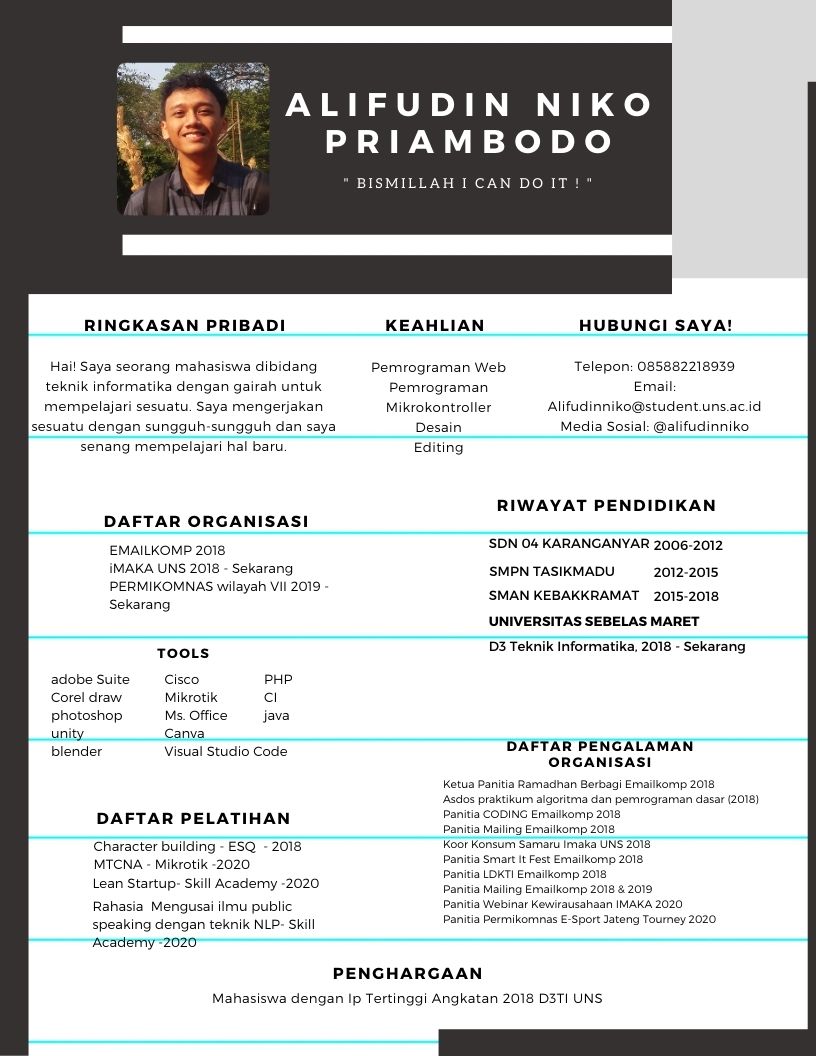 ALIFUDIN NIKO
PRIAMBODO
" BISMILLAH I CAN DO IT ! "
RINGKASAN PRIBADI
Hai! Saya seorang mahasiswa dibidang
teknik informatika dengan gairah untuk
mempelajari sesuatu. Saya mengerjakan
sesuatu dengan sungguh-sungguh dan saya
senang mempelajari hal baru.
KEAHLIAN
Pemrograman Web
Pemrograman
Mikrokontroller
Desain
Editing
HUBUNGI SAYA!
Telepon: 085882218939
Email:
Alifudinniko@student.uns.ac.id
Media Sosial: @alifudinniko
DAFTAR ORGANISASI
EMAILKOMP 2018
iMAKA UNS 2018 - Sekarang
PERMIKOMNAS wilayah VII 2019 -
Sekarang
RIWAYAT PENDIDIKAN
SDN 04 KARANGANYAR 2006-2012
SMPN TASIKMADU 2012-2015
SMAN KEBAKKRAMAT 2015-2018
UNIVERSITAS SEBELAS MARET
D3 Teknik Informatika, 2018 - Sekarang
TOOLS
adobe Suite Cisco PHP
Corel draw Mikrotik CI
photoshop Ms. Office java
unity Canva
blender Visual Studio Code
DAFTAR PENGALAMAN
ORGANISASI
Ketua Panitia Ramadhan Berbagi Emailkomp 2018
Asdos praktikum algoritma dan pemrograman dasar (2018)
Panitia CODING Emailkomp 2018
Panitia Mailing Emailkomp 2018
Koor Konsum Samaru Imaka UNS 2018
Panitia Smart It Fest Emailkomp 2018
Panitia LDKTI Emailkomp 2018
Panitia Mailing Emailkomp 2018 & 2019
Panitia Webinar Kewirausahaan IMAKA 2020
Panitia Permikomnas E-Sport Jateng Tourney 2020
DAFTAR PELATIHAN
Character building - ESQ - 2018
MTCNA - Mikrotik -2020
Lean Startup- Skill Academy -2020
Rahasia Mengusai ilmu public
speaking dengan teknik NLP- Skill
Academy -2020
PENGHARGAAN
Mahasiswa dengan Ip Tertinggi Angkatan 2018 D3TI UNS